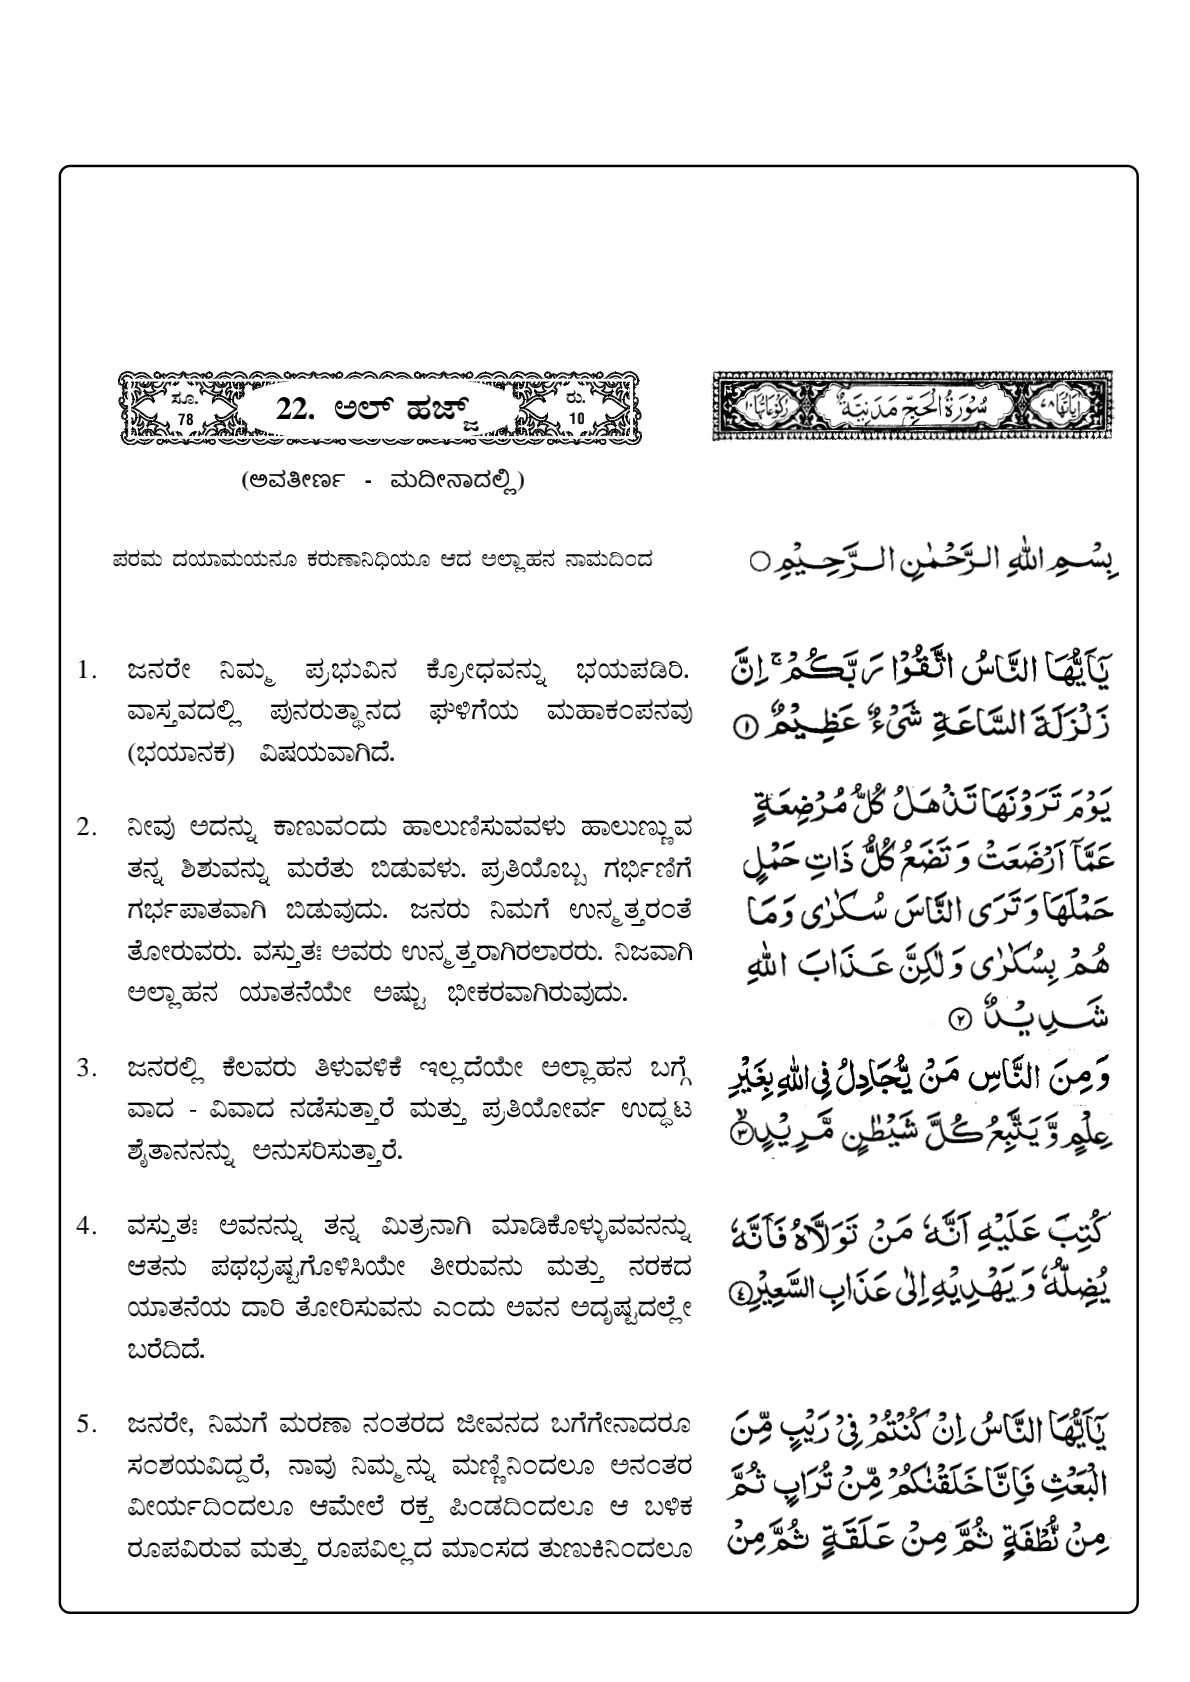 ಸೂ.
78
22. ಅಲ್ ಹಜ್ಜ್
ರು.
10
اٰيَاتُهَا ٧٨
سُوْرَةُ الْحَجِّ مَدَنِيَّةٌ
رُكُوْعَاتُهَا ١٠
(ಅವತೀರ್ಣ - ಮದೀನಾದಲ್ಲಿ)
ಪರಮ ದಯಾಮಯನೂ ಕರುಣಾನಿಧಿಯೂ ಆದ ಅಲ್ಲಾಹನ ನಾಮದಿಂದ
بِسْمِ اللهِ الرَّحْمٰنِ الرَّحِيْمِ ○
1. ಜನರೇ ನಿಮ್ಮ ಪ್ರಭುವಿನ ಕ್ರೋಧವನ್ನು ಭಯಪಡಿರಿ.
ವಾಸ್ತವದಲ್ಲಿ ಪುನರುತ್ಥಾನದ ಘಳಿಗೆಯ ಮಹಾಕಂಪನವು
(ಭಯಾನಕ) ವಿಷಯವಾಗಿದೆ.
يٰٓاَيُّهَا النَّاسُ اتَّقُوْا رَبَّكُمْ ۚ اِنَّ
زَلْزَلَةَ السَّاعَةِ شَيْءٌ عَظِيْمٌ ①
2. ನೀವು ಅದನ್ನು ಕಾಣುವಂದು ಹಾಲುಣಿಸುವವಳು ಹಾಲುಣ್ಣುವ
ತನ್ನ ಶಿಶುವನ್ನು ಮರೆತು ಬಿಡುವಳು. ಪ್ರತಿಯೊಬ್ಬ ಗರ್ಭಿಣಿಗೆ
ಗರ್ಭಪಾತವಾಗಿ ಬಿಡುವುದು. ಜನರು ನಿಮಗೆ ಉನ್ಮತ್ತರಂತೆ
ತೋರುವರು. ವಸ್ತುತಃ ಅವರು ಉನ್ಮತ್ತರಾಗಿರಲಾರರು. ನಿಜವಾಗಿ
ಅಲ್ಲಾಹನ ಯಾತನೆಯೇ ಅಷ್ಟು ಭೀಕರವಾಗಿರುವುದು.
يَوْمَ تَرَوْنَهَا تَذْهَلُ كُلُّ مُرْضِعَةٍ
عَمَّآ اَرْضَعَتْ وَتَضَعُ كُلُّ ذَاتِ حَمْلٍ
حَمْلَهَا وَتَرَى النَّاسَ سُكٰرٰى وَمَا
هُمْ بِسُكٰرٰى وَلٰكِنَّ عَذَابَ اللهِ
شَدِيْدٌ ②
3. ಜನರಲ್ಲಿ ಕೆಲವರು ತಿಳುವಳಿಕೆ ಇಲ್ಲದೆಯೇ ಅಲ್ಲಾಹನ ಬಗ್ಗೆ
ವಾದ - ವಿವಾದ ನಡೆಸುತ್ತಾರೆ ಮತ್ತು ಪ್ರತಿಯೋರ್ವ ಉದ್ಧಟ
ಶೈತಾನನನ್ನು ಅನುಸರಿಸುತ್ತಾರೆ.
وَمِنَ النَّاسِ مَنْ يُّجَادِلُ فِى اللهِ بِغَيْرِ
عِلْمٍ وَّيَتَّبِعُ كُلَّ شَيْطٰنٍ مَّرِيْدٍ ۙ③
4. ವಸ್ತುತಃ ಅವನನ್ನು ತನ್ನ ಮಿತ್ರನಾಗಿ ಮಾಡಿಕೊಳ್ಳುವವನನ್ನು
ಆತನು ಪಥಭ್ರಷ್ಟಗೊಳಿಸಿಯೇ ತೀರುವನು ಮತ್ತು ನರಕದ
ಯಾತನೆಯ ದಾರಿ ತೋರಿಸುವನು ಎಂದು ಅವನ ಅದೃಷ್ಟದಲ್ಲೇ
ಬರೆದಿದೆ.
كُتِبَ عَلَيْهِ اَنَّهٗ مَنْ تَوَلَّاهُ فَاَنَّهٗ
يُضِلُّهٗ وَيَهْدِيْهِ اِلٰى عَذَابِ السَّعِيْرِ ④
5. ಜನರೇ, ನಿಮಗೆ ಮರಣಾ ನಂತರದ ಜೀವನದ ಬಗೆಗೇನಾದರೂ
ಸಂಶಯವಿದ್ದರೆ, ನಾವು ನಿಮ್ಮನ್ನು ಮಣ್ಣಿನಿಂದಲೂ ಅನಂತರ
ವೀರ್ಯದಿಂದಲೂ ಆಮೇಲೆ ರಕ್ತ ಪಿಂಡದಿಂದಲೂ ಆ ಬಳಿಕ
ರೂಪವಿರುವ ಮತ್ತು ರೂಪವಿಲ್ಲದ ಮಾಂಸದ ತುಣುಕಿನಿಂದಲೂ
يٰٓاَيُّهَا النَّاسُ اِنْ كُنْتُمْ فِيْ رَيْبٍ مِّنَ
الْبَعْثِ فَاِنَّا خَلَقْنٰكُمْ مِّنْ تُرَابٍ ثُمَّ
مِنْ نُّطْفَةٍ ثُمَّ مِنْ عَلَقَةٍ ثُمَّ مِنْ